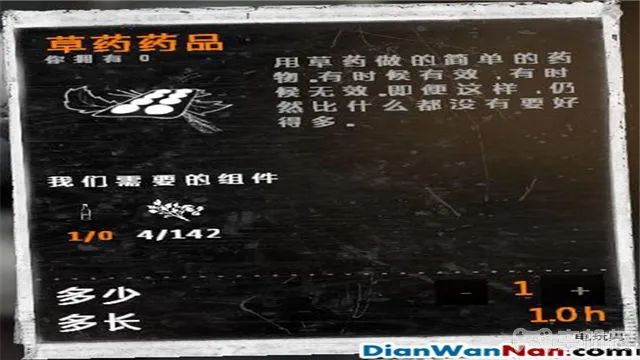 草药药品
你拥有 0
用草药做的简单的药
物.有时候有效,有时
候无效.即便这样,仍
然比什么都没有要好
得多。
我们需要的组件
1/0 4/142
多少
- 1 +
多长
1.0 h
DianWanNan.com